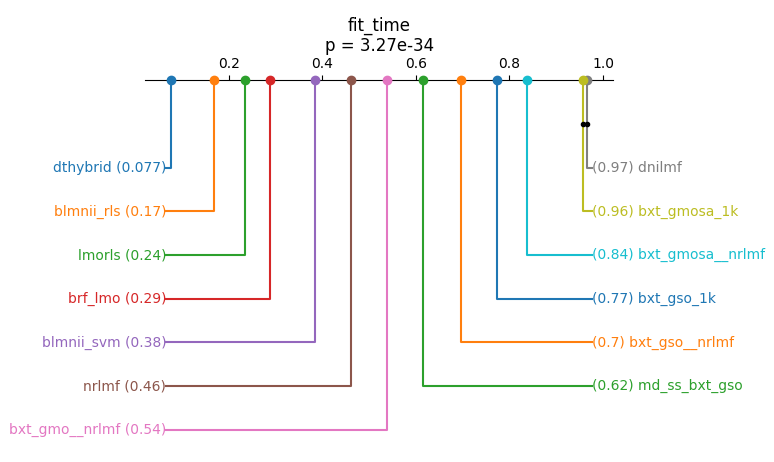 fit_time
p = 3.27e-34
0.2 0.4 0.6 0.8 1.0
dthybrid (0.077) (0.97) dnilmf
blmnii_rls (0.17) (0.96) bxt_gmosa_1k
lmorls (0.24) (0.84) bxt_gmosa__nrlmf
brf_lmo (0.29) (0.77) bxt_gso_1k
blmnii_svm (0.38) (0.7) bxt_gso__nrlmf
nrlmf (0.46) (0.62) md_ss_bxt_gso
bxt_gmo__nrlmf (0.54)